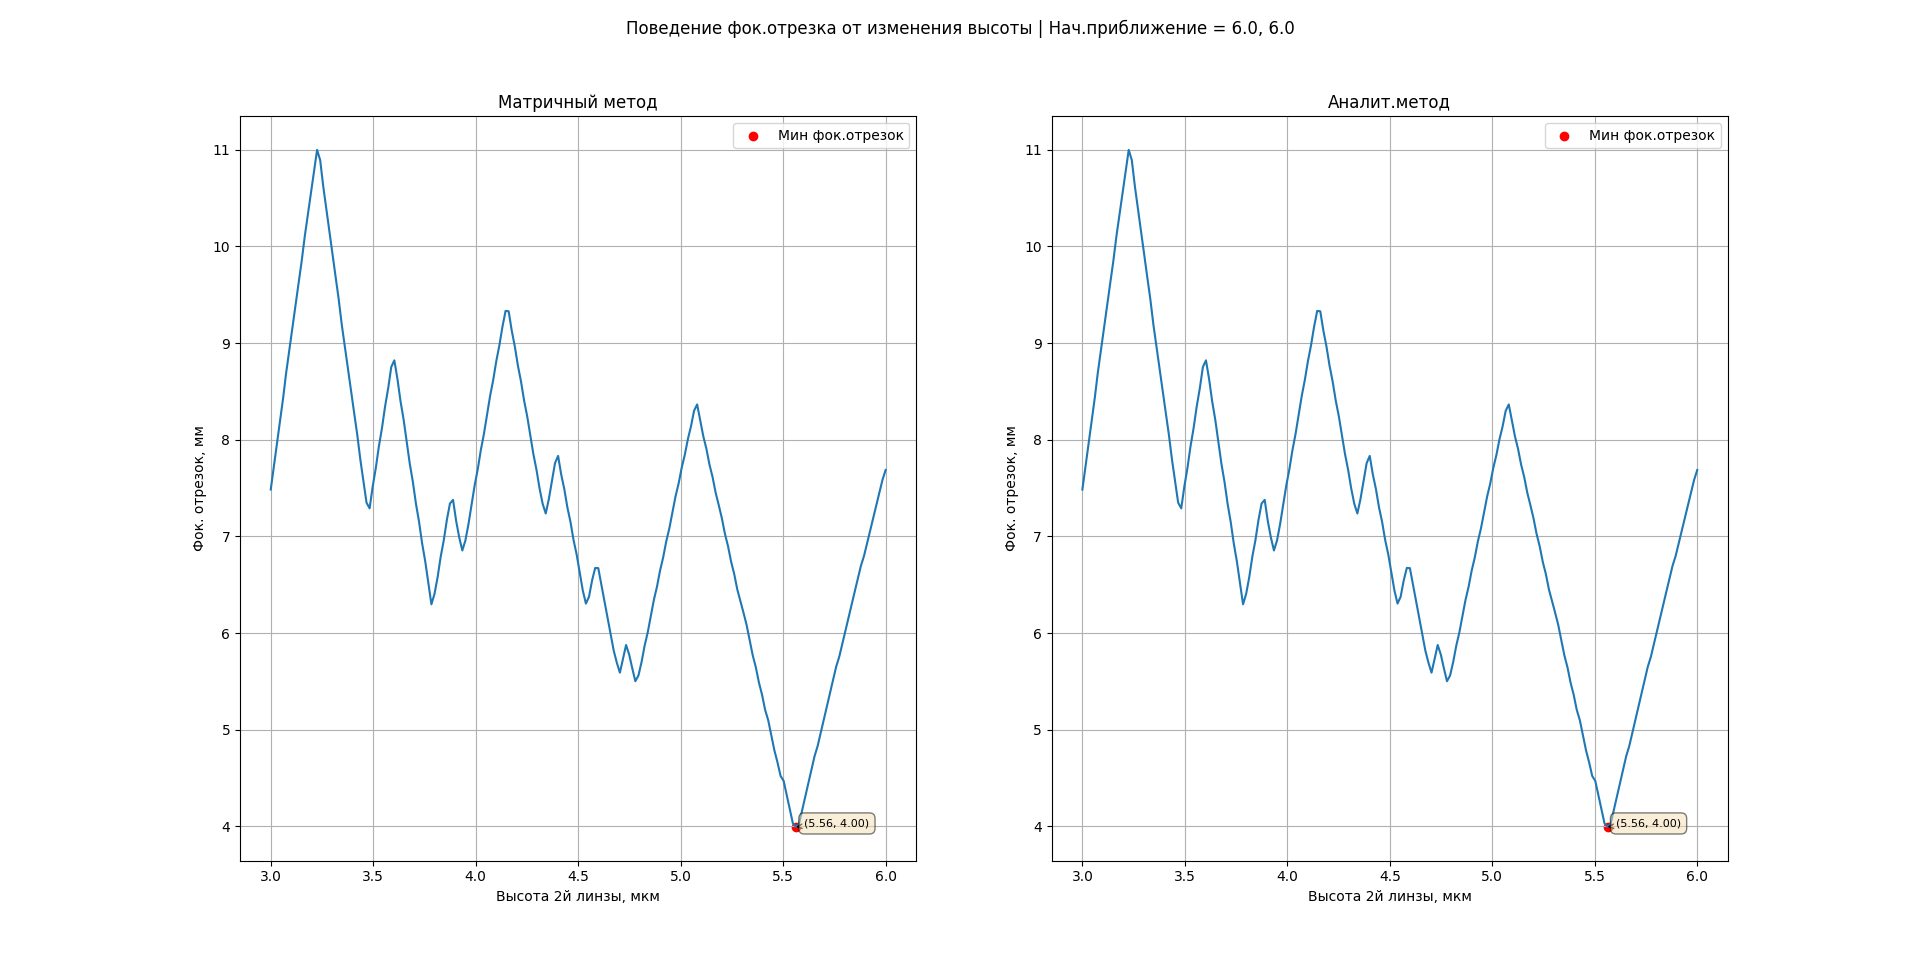 Поведение фок.отрезка от изменения высоты | Нач.приближение = 6.0, 6.0
Матричный метод
Мин фок.отрезок
11
10
9
8
7
6
5
4
Фок. отрезок, мм
(5.56, 4.00)
3.0 3.5 4.0 4.5 5.0 5.5 6.0
Высота 2й линзы, мкм
Аналит.метод
Мин фок.отрезок
11
10
9
8
7
6
5
4
Фок. отрезок, мм
(5.56, 4.00)
3.0 3.5 4.0 4.5 5.0 5.5 6.0
Высота 2й линзы, мкм